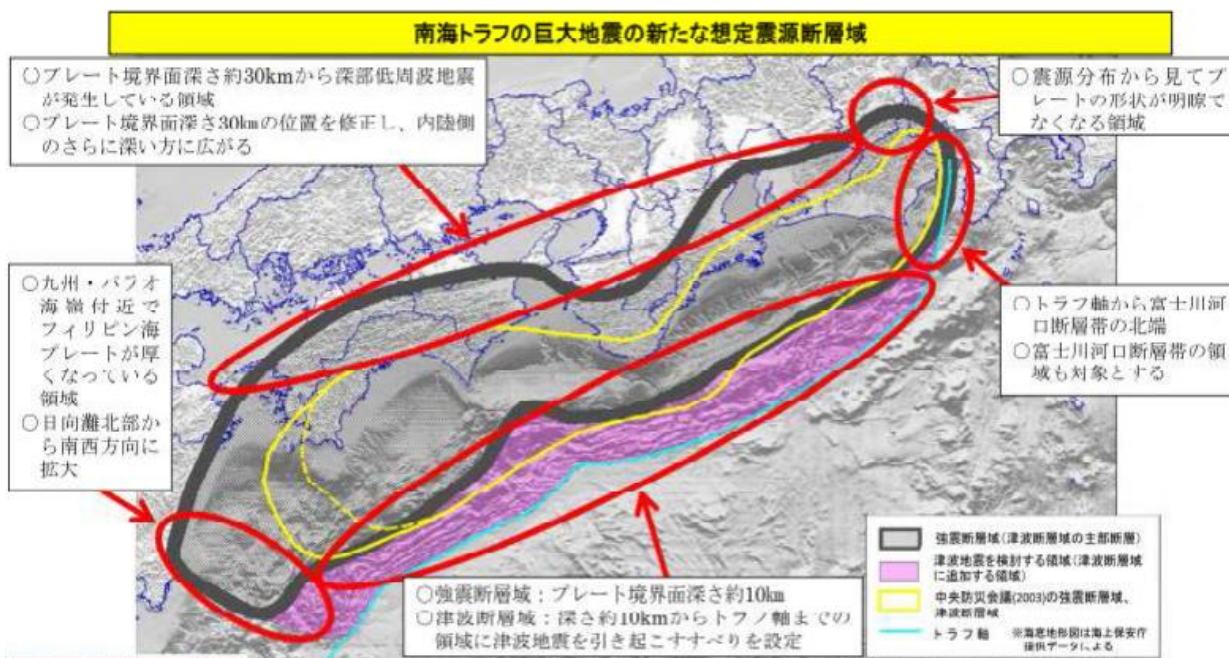 南海トラフの巨大地震の新たな想定震源断層域
○プレート境界面深さ約30kmから深部低周波地震
が発生している領域
○プレート境界面深さ30kmの位置を修正し、内陸側
のさらに深い方に広がる
○震源分布から見てプ
レートの形状が明瞭で
なくなる領域
○九州・パラオ
海嶺付近で
フィリピン海
プレートが厚
くなっている
領域
○日向灘北部か
ら南西方向に
拡大
○トラフ軸から富士川河
口断層帯の北端
○富士川河口断層帯の領
域も対象とする
○強震断層域：プレート境界面深さ約10km
○津波断層域：深さ約10kmからトラフ軸までの
領域に津波地震を引き起こすすべりを設定
強震断層域(津波断層域の主部断層)
津波地震を検討する領域(津波断層域
に追加する領域)
中央防災会議(2003)の強震断層域、
津波断層域
トラフ軸 ※海底地形図は海上保安庁
提供データによる